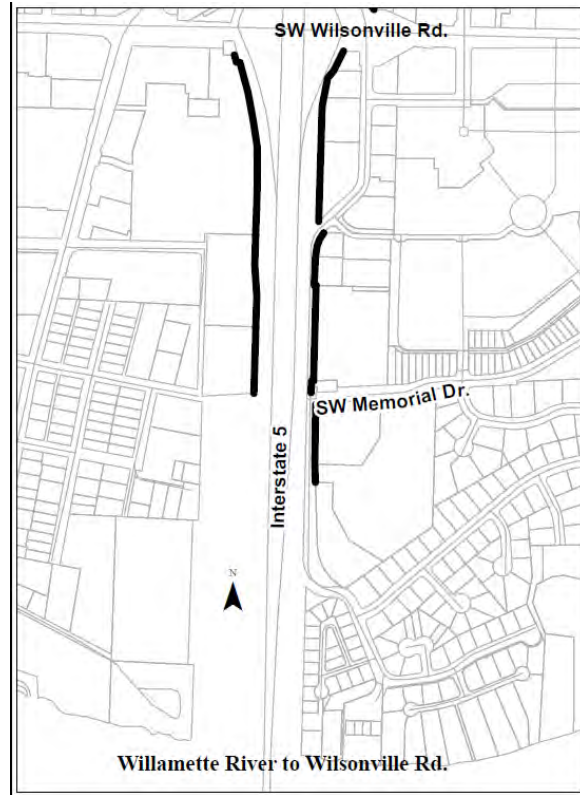 SW Wilsonville Rd.
SW Memorial Dr.
Interstate 5
N
Willamette River to Wilsonville Rd.